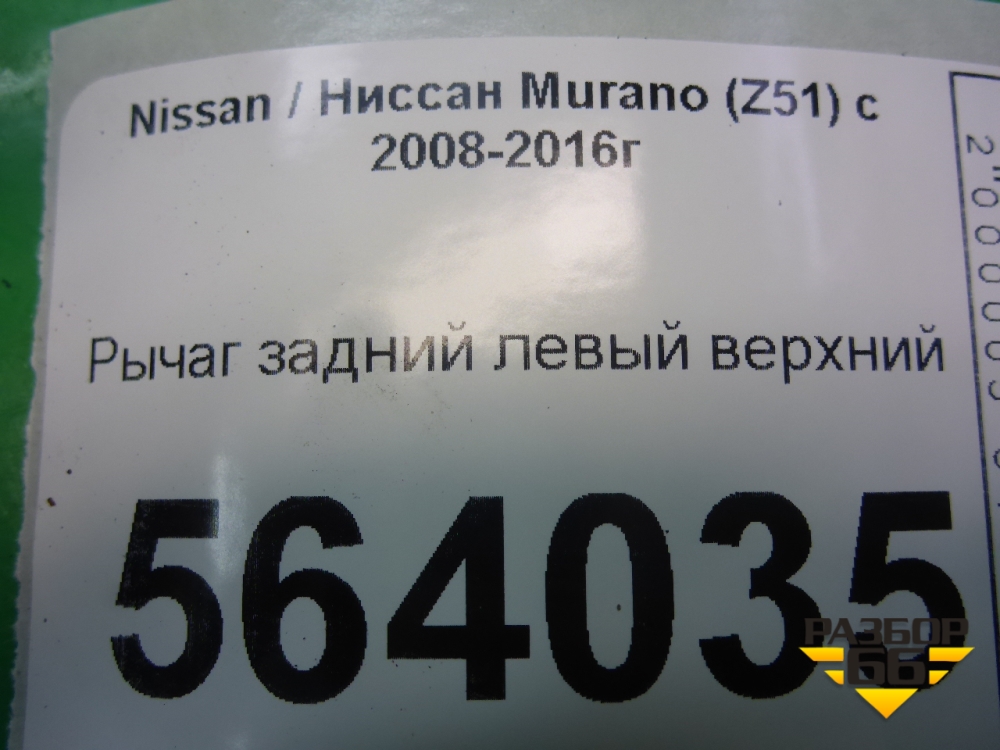 Nissan / Ниссан Murano (Z51) с
2008-2016г
Рычаг задний левый верхний
564035
РАЗБОР
66